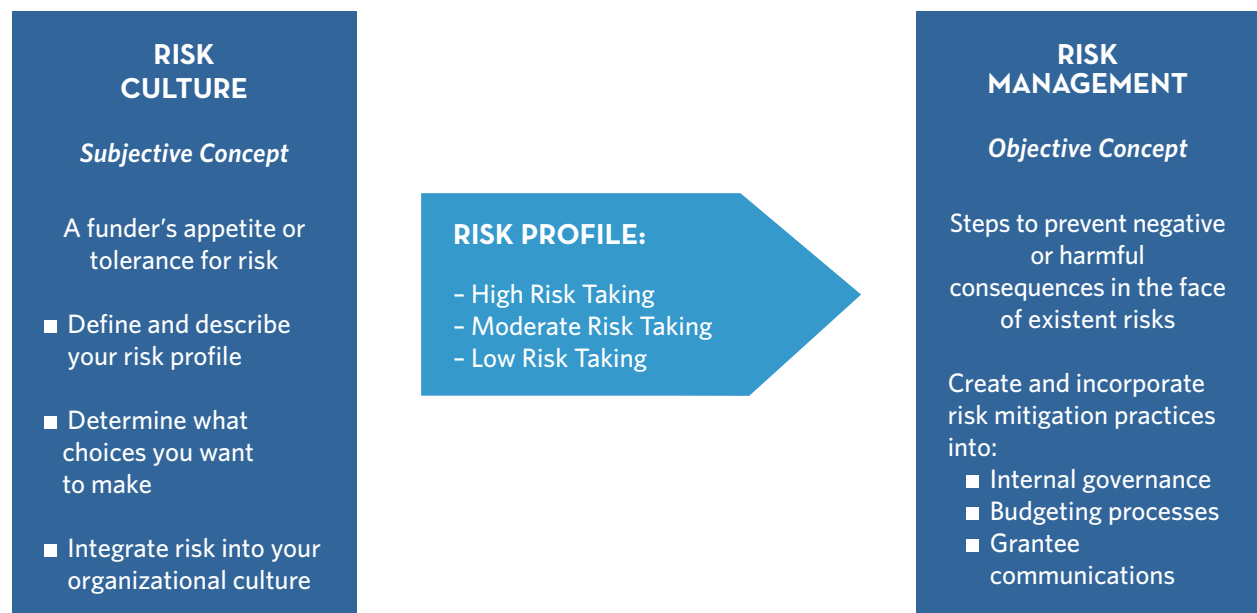 RISK
CULTURE
Subjective Concept
A funder’s appetite or
tolerance for risk
■ Define and describe
your risk profile
■ Determine what
choices you want
to make
■ Integrate risk into your
organizational culture
RISK PROFILE:
– High Risk Taking
– Moderate Risk Taking
– Low Risk Taking
RISK
MANAGEMENT
Objective Concept
Steps to prevent negative
or harmful
consequences in the face
of existent risks
Create and incorporate
risk mitigation practices
into:
■ Internal governance
■ Budgeting processes
■ Grantee
communications